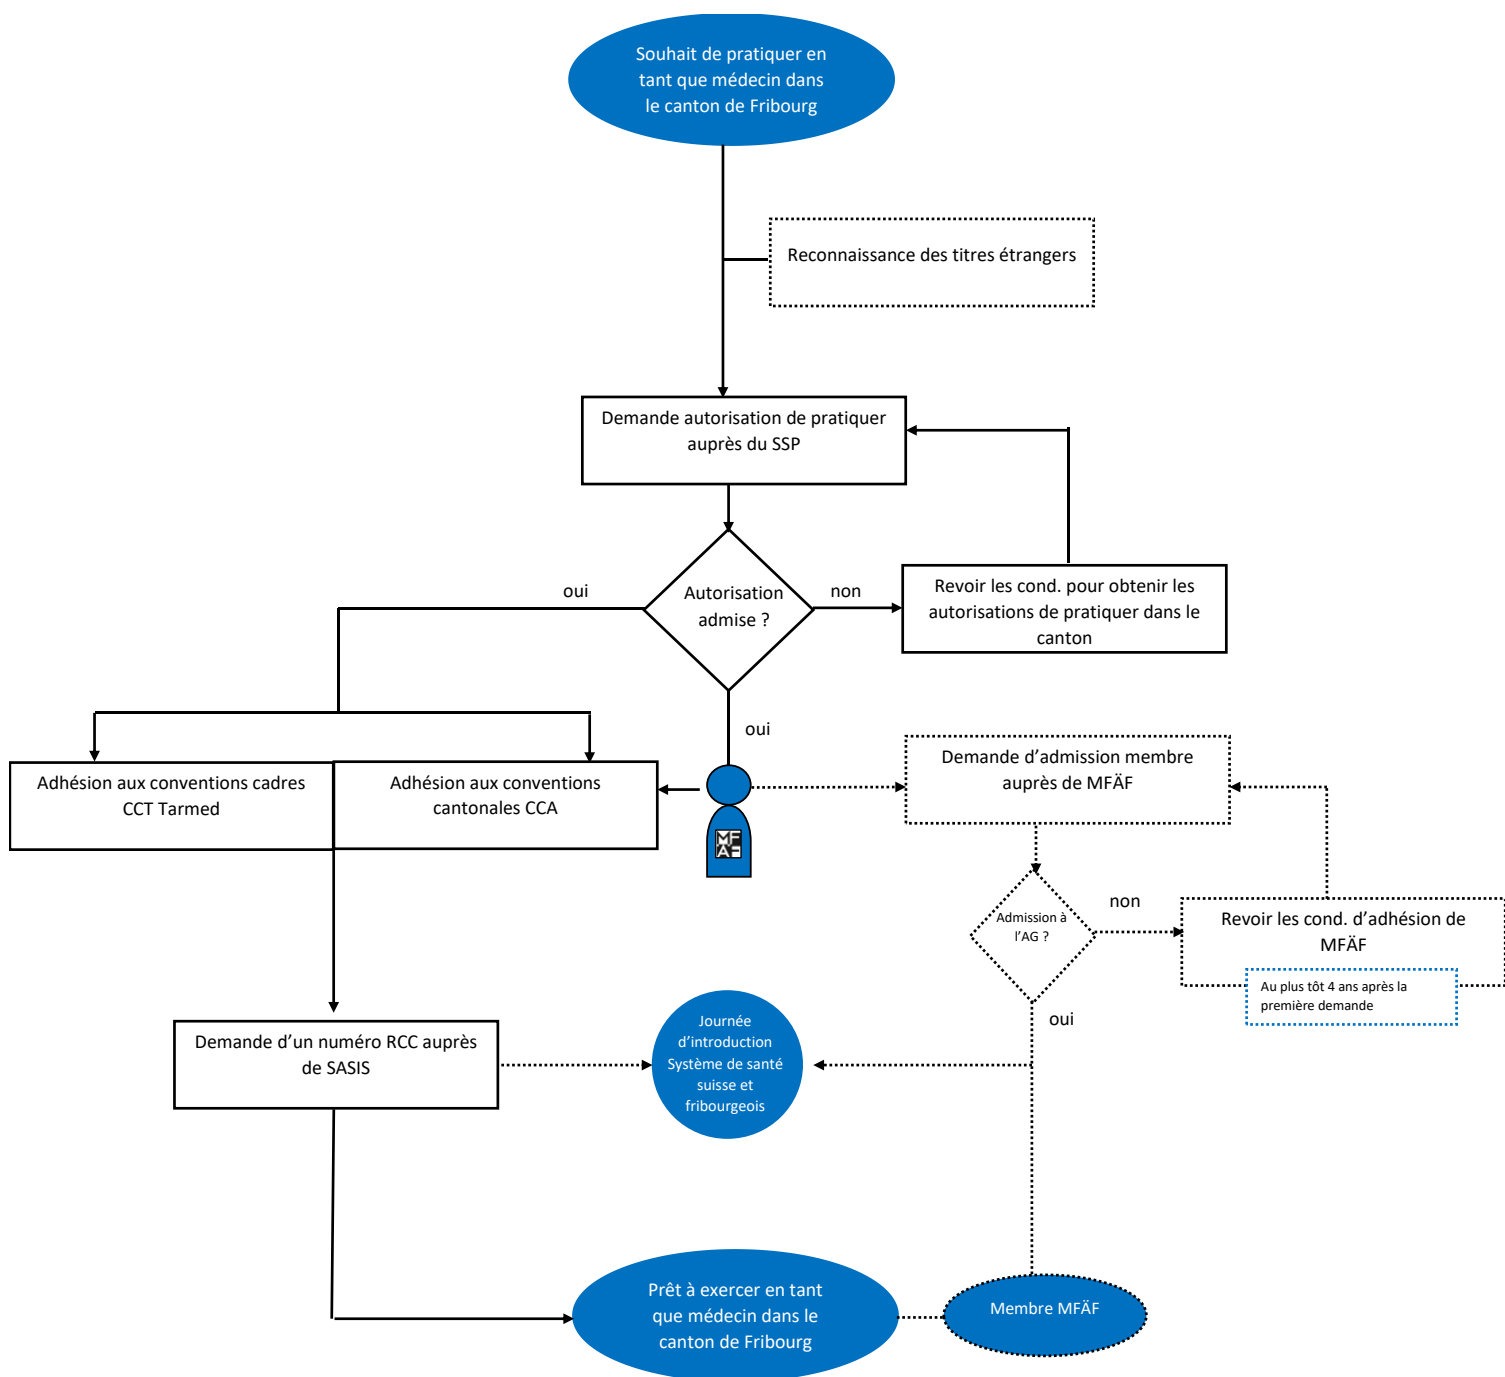 Souhait de pratiquer en
tant que médecin dans
le canton de Fribourg
Reconnaissance des titres étrangers
Demande autorisation de pratiquer
auprès du SSP
oui
Autorisation
admise ?
non
Revoir les cond. pour obtenir les
autorisations de pratiquer dans le
canton
oui
Adhésion aux conventions cadres
CCT Tarmed
Adhésion aux conventions
cantonales CCA
MF
ÄF
Demande d’admission membre
auprès de MFÄF
Admission à
l’AG ?
non
Revoir les cond. d’adhésion de
MFÄF
Au plus tôt 4 ans après la
première demande
oui
Demande d’un numéro RCC auprès
de SASIS
Journée
d’introduction
Système de santé
suisse et
fribourgeois
Prêt à exercer en tant
que médecin dans le
canton de Fribourg
Membre MFÄF